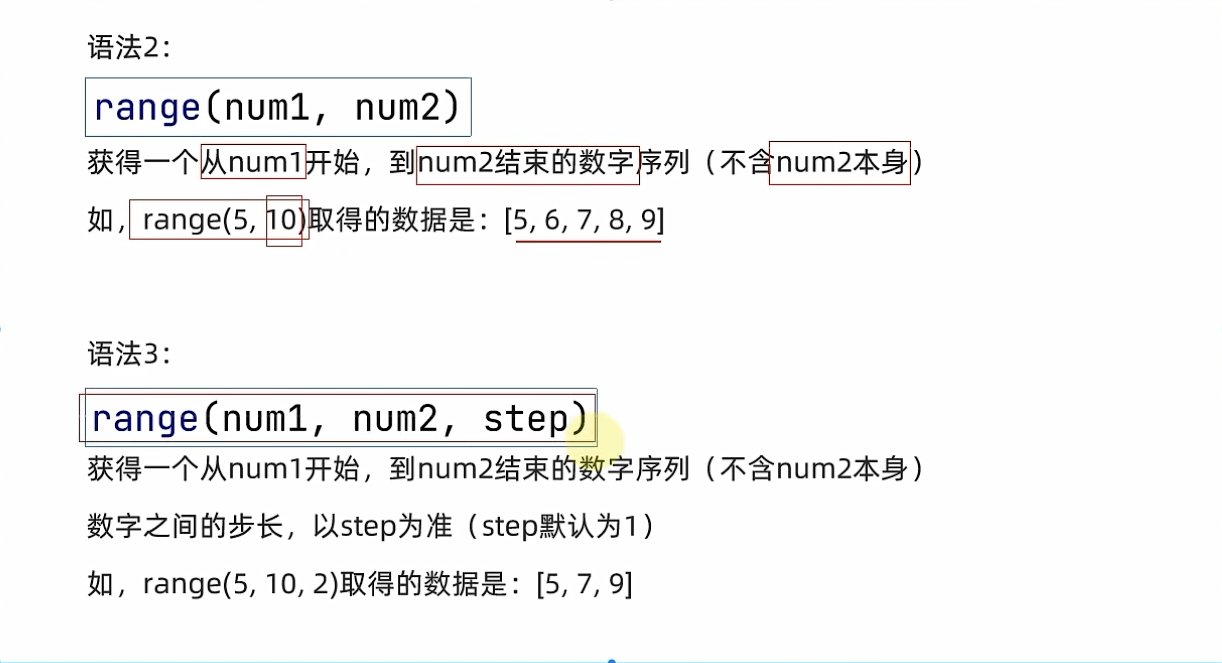 语法2：
range(num1, num2)
获得一个从num1开始，到num2结束的数字序列（不含num2本身）
如，range(5, 10)取得的数据是：[5, 6, 7, 8, 9]
语法3：
range(num1, num2, step)
获得一个从num1开始，到num2结束的数字序列（不含num2本身）
数字之间的步长，以step为准（step默认为1）
如，range(5, 10, 2)取得的数据是：[5, 7, 9]